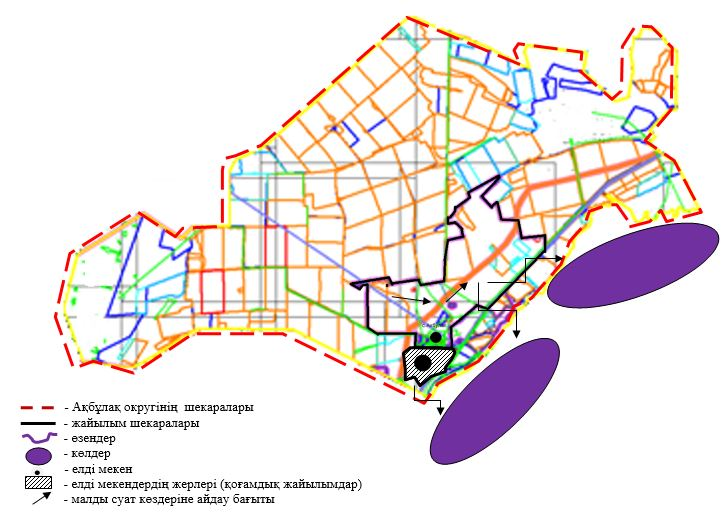 - Ақбұлақ округінің шекаралары
- жайылым шекаралары
- өзендер
- көлдер
- елді мекен
- елді мекендердің жерлері (қоғамдық жайылымдар)
- малды суат көздеріне айдау бағыты